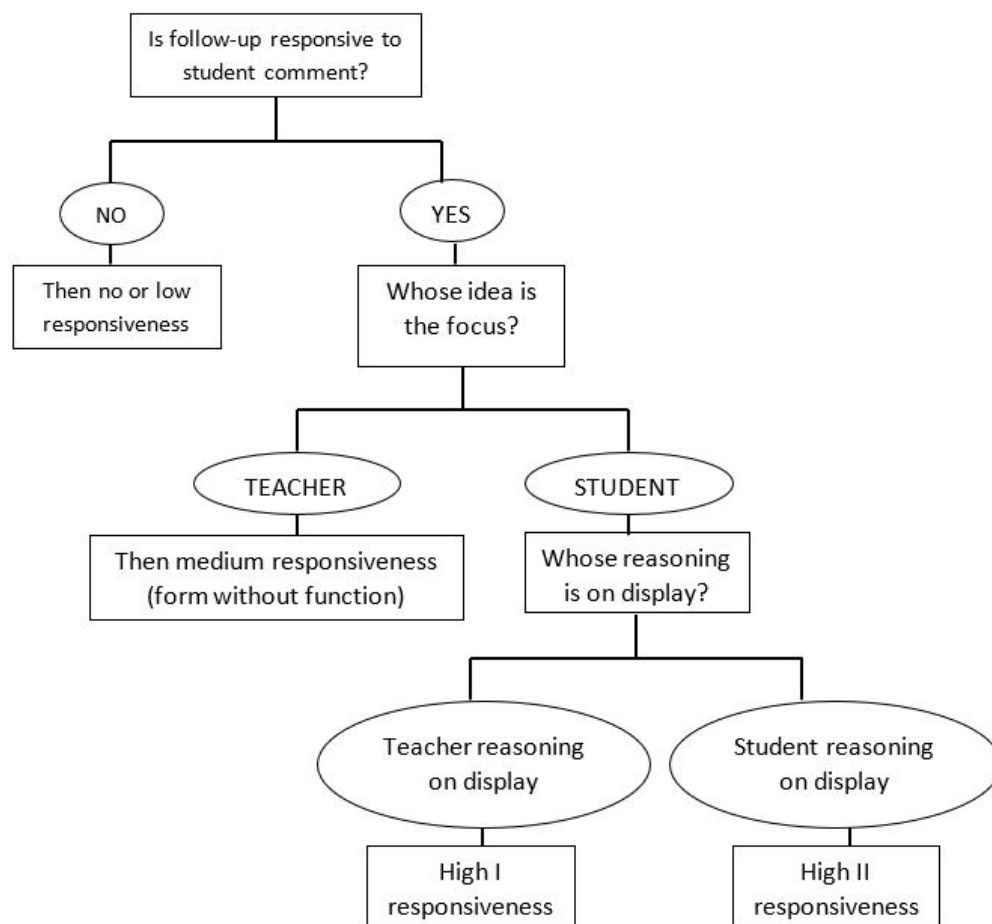 Is follow-up responsive to
student comment?
NO
YES
Then no or low
responsiveness
Whose idea is
the focus?
TEACHER
STUDENT
Then medium responsiveness
(form without function)
Whose reasoning
is on display?
Teacher reasoning
on display
Student reasoning
on display
High I
responsiveness
High II
responsiveness